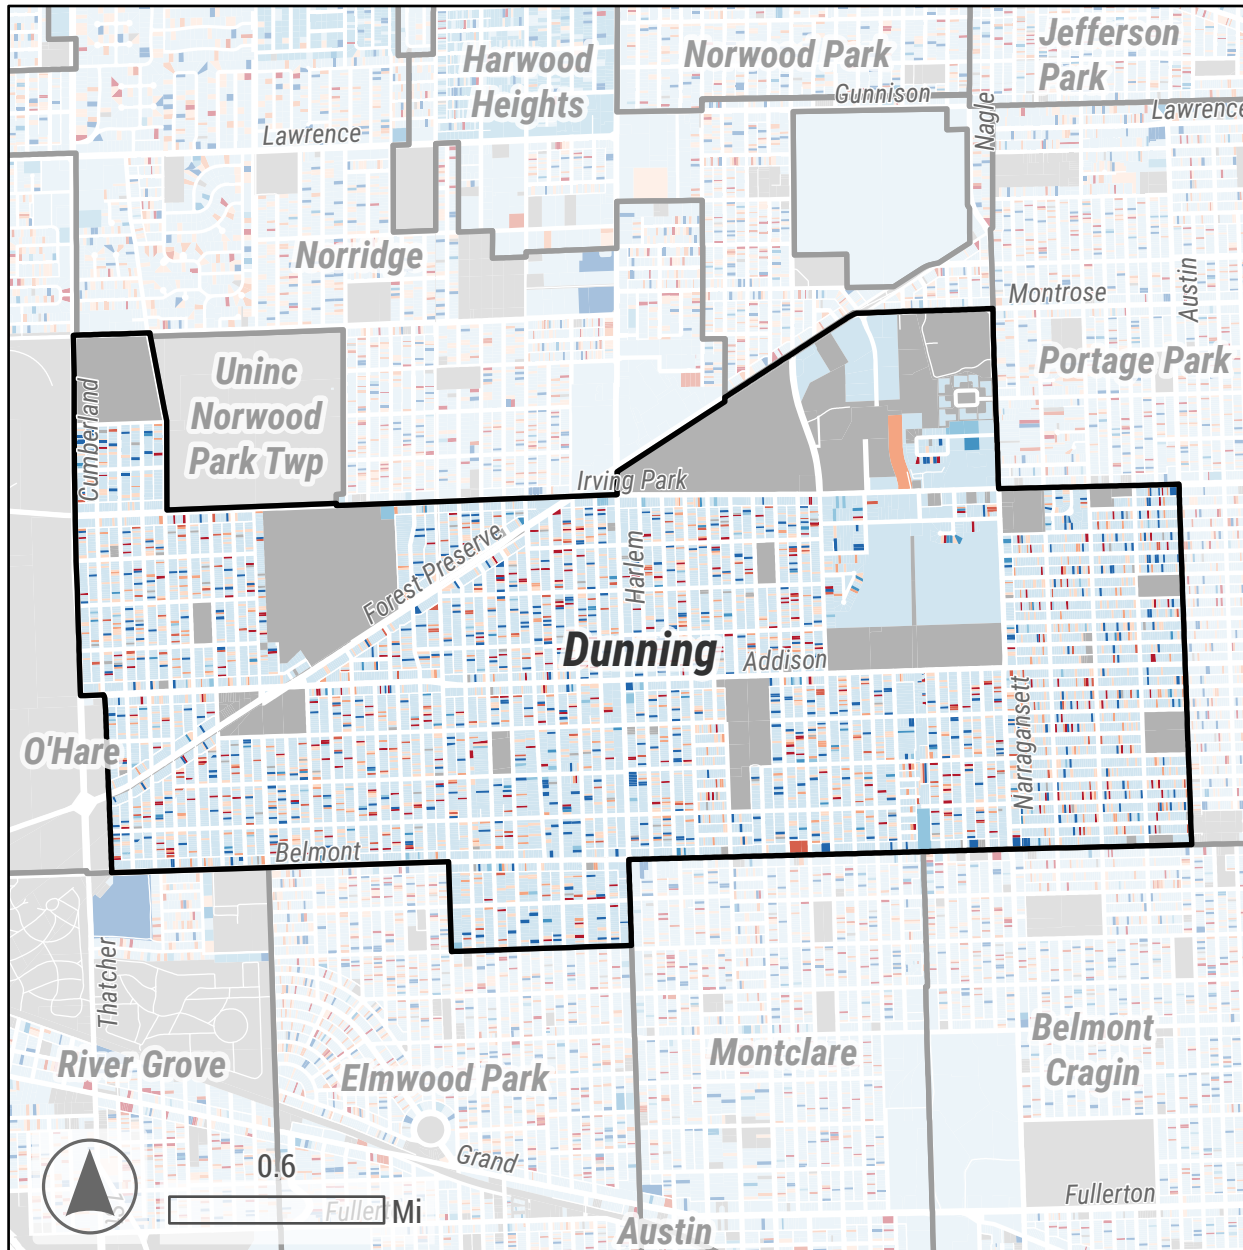 Harwood
Heights
Norwood Park
Jefferson
Park
Gunnison
Nagle
Lawrence
Lawrence
Norridge
Austin
Montrose
Portage Park
Uninc
Norwood
Park Twp
Cumberland
Irving Park
Forest Preserve
Harlem
Dunning
Addison
Narragansett
O'Hare
Belmont
Thatcher
River Grove
Elmwood Park
Montclare
Belmont
Cragin
Grand
0.6
Mi
Fullerton
Austin